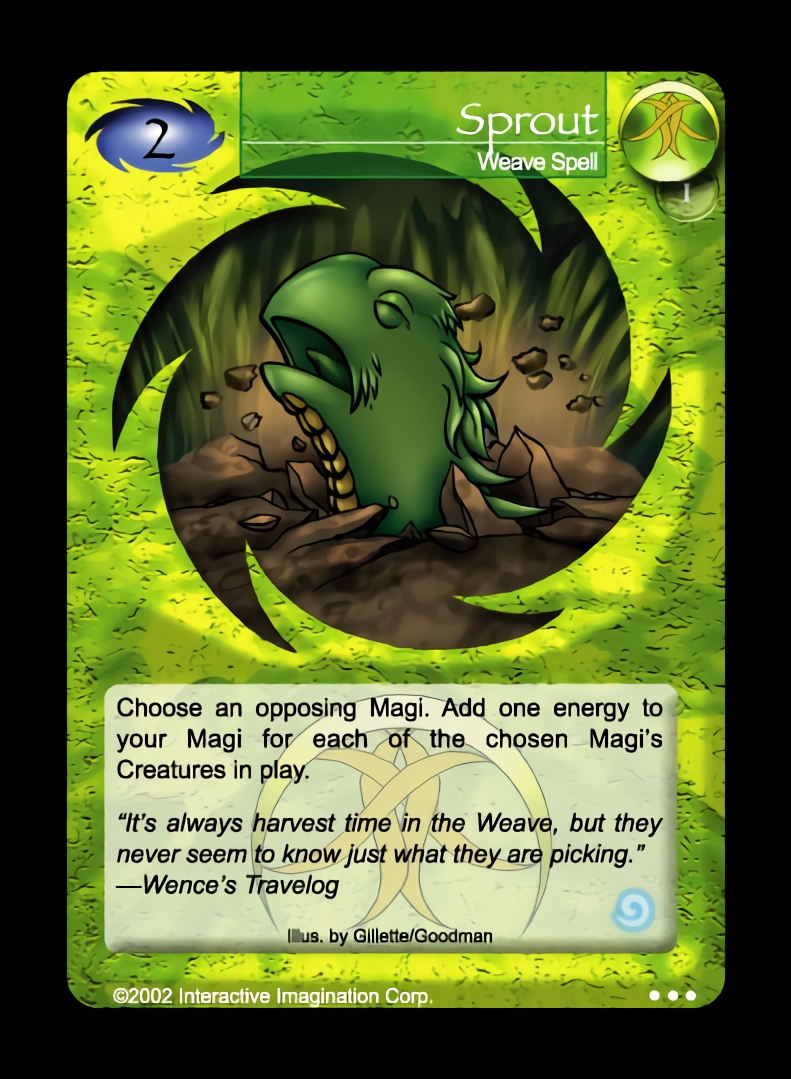 2
Sprout
Weave Spell
I
Choose an opposing Magi. Add one energy to
your Magi for each of the chosen Magi's
Creatures in play.
“It's always harvest time in the Weave, but they
never seem to know just what they are picking.”
—Wence's Travelog
Illus. by Gillette/Goodman
©2002 Interactive Imagination Corp.